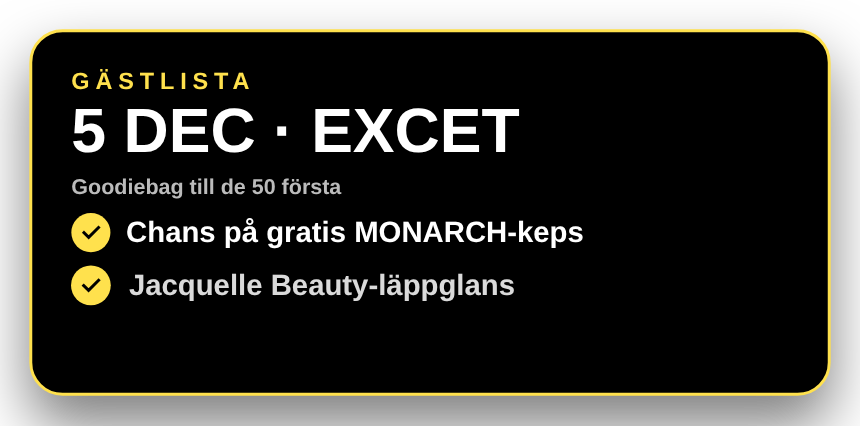 GÄSTLISTA
5 DEC · EXCET
Goodiebag till de 50 första
Chans på gratis MONARCH-keps
Jacquelle Beauty-läppglans